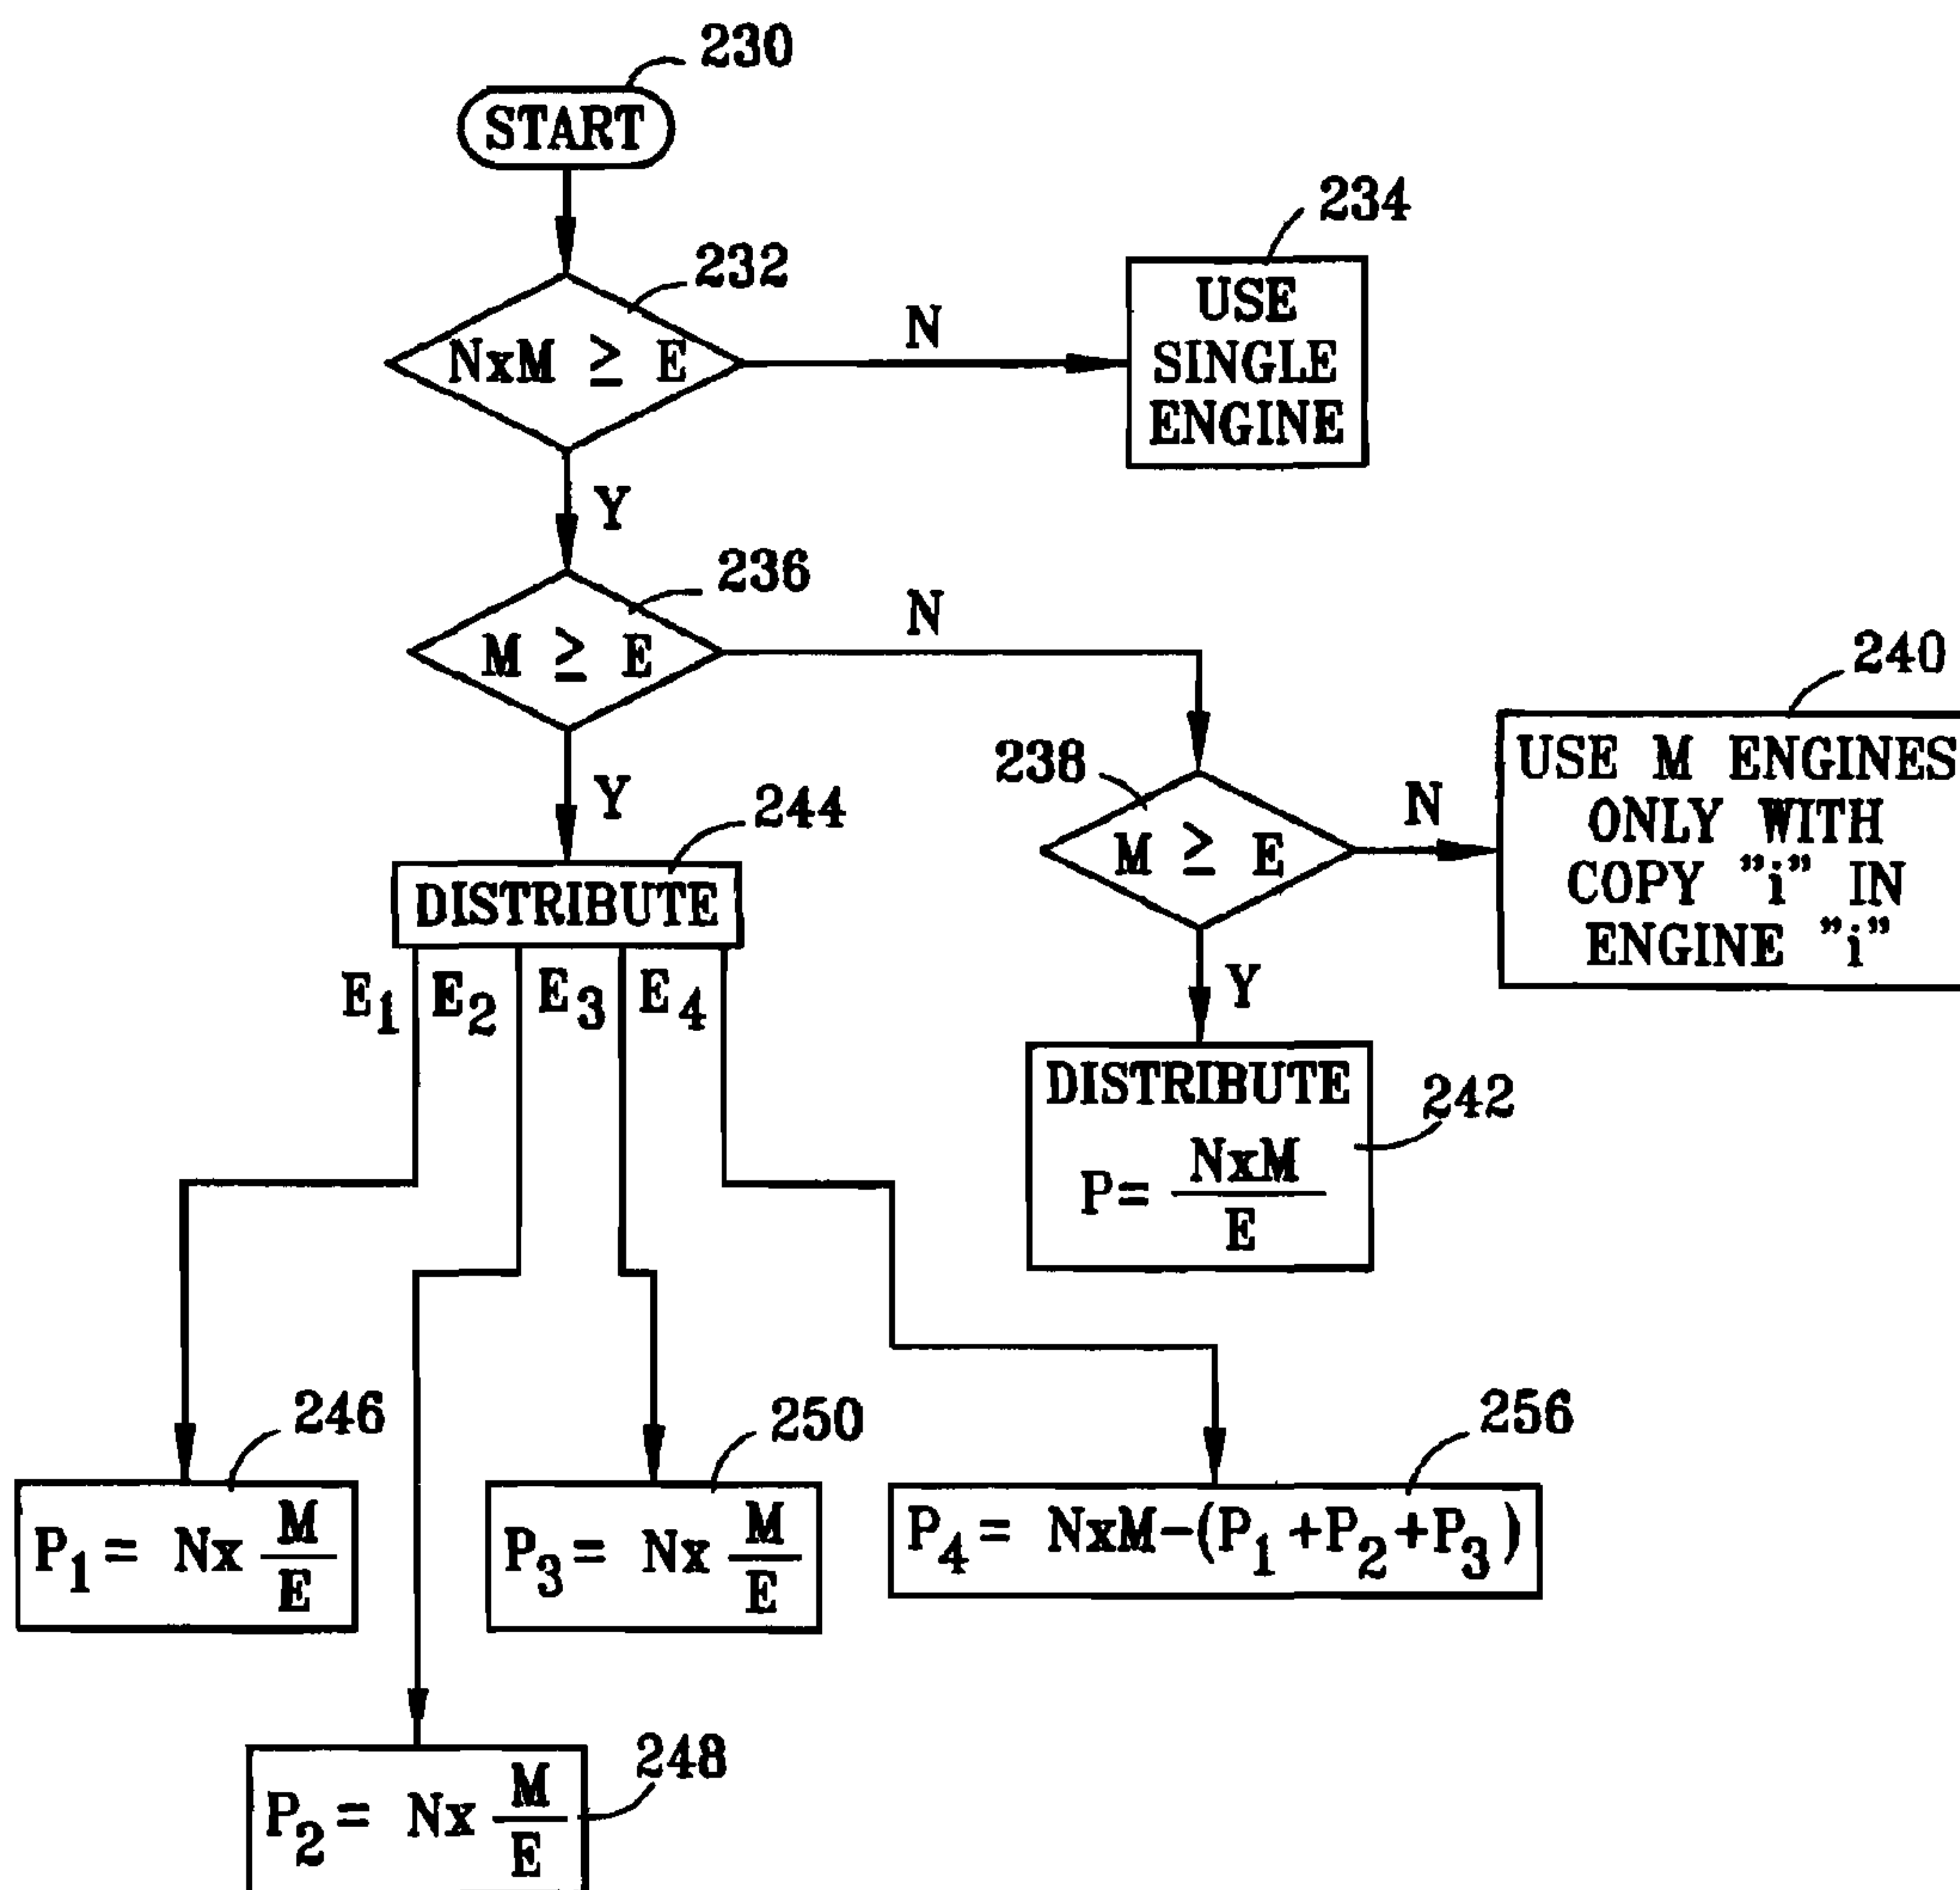 230
START
232
NxM ≥ E
N
234
USE
SINGLE
ENGINE
Y
236
M ≥ E
N
238
M ≥ E
N
240
USE M ENGINES
ONLY WITH
COPY "i" IN
ENGINE "i"
Y
244
DISTRIBUTE
E1 E2 E3 E4
Y
242
DISTRIBUTE
P= NxM
E
246
P1= Nx M
E
250
P3= Nx M
E
256
P4= NxM-(P1+P2+P3)
248
P2= Nx M
E